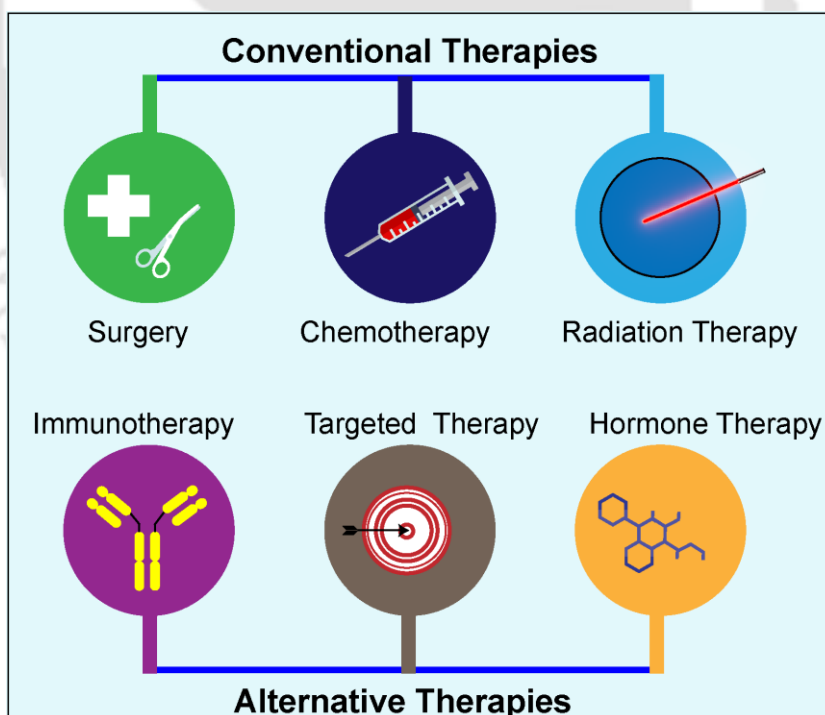 Conventional Therapies
Surgery Chemotherapy Radiation Therapy
Immunotherapy Targeted Therapy Hormone Therapy
Alternative Therapies